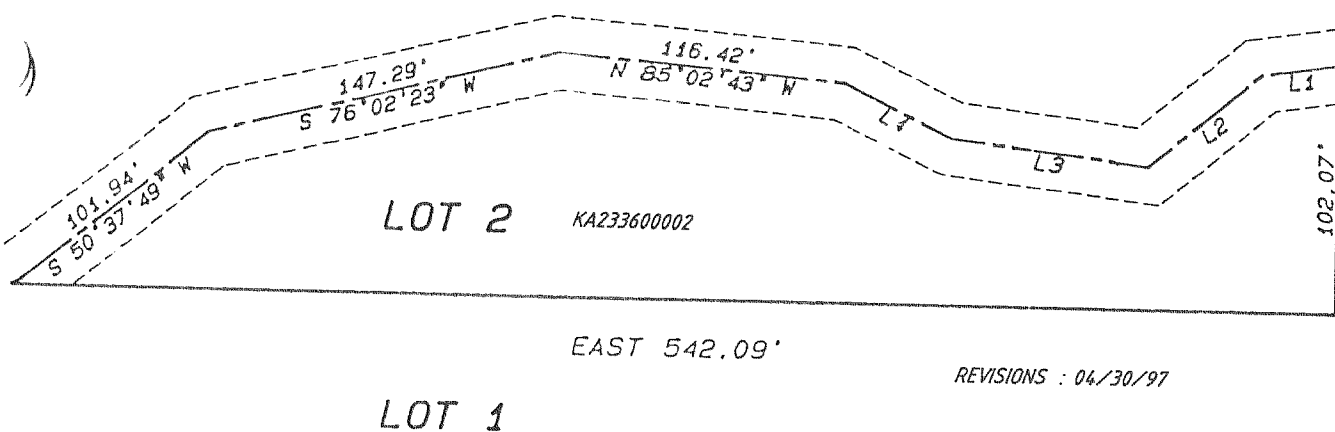 116.42'
N 85°02'43" W
147.29'
S 76°02'23" W
L1
L2
L3
101.94'
S 50°37'49" W
102.07'
LOT 2 KA233600002
EAST 542.09'
REVISIONS : 04/30/97
LOT 1